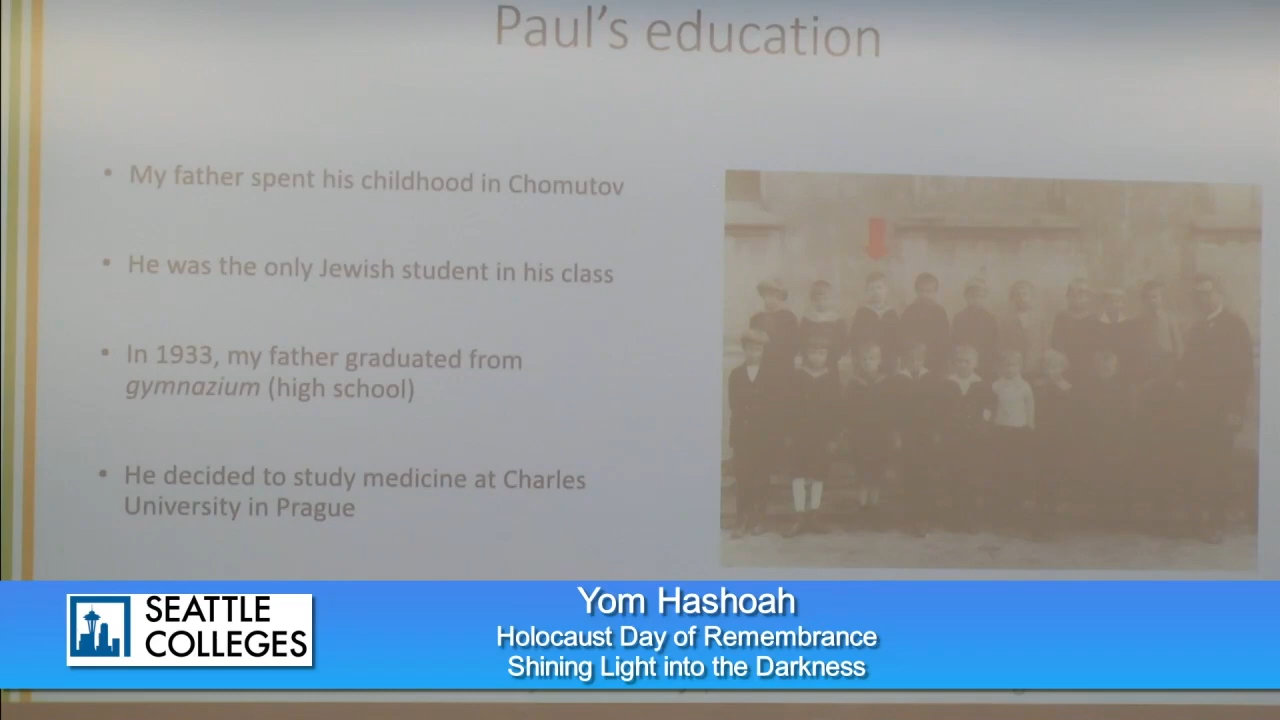 Paul's education
• My father spent his childhood in Chomutov
• He was the only Jewish student in his class
• In 1933, my father graduated from
gymnazium (high school)
• He decided to study medicine at Charles
University in Prague
SEATTLE
COLLEGES
Yom Hashoah
Holocaust Day of Remembrance
Shining Light into the Darkness